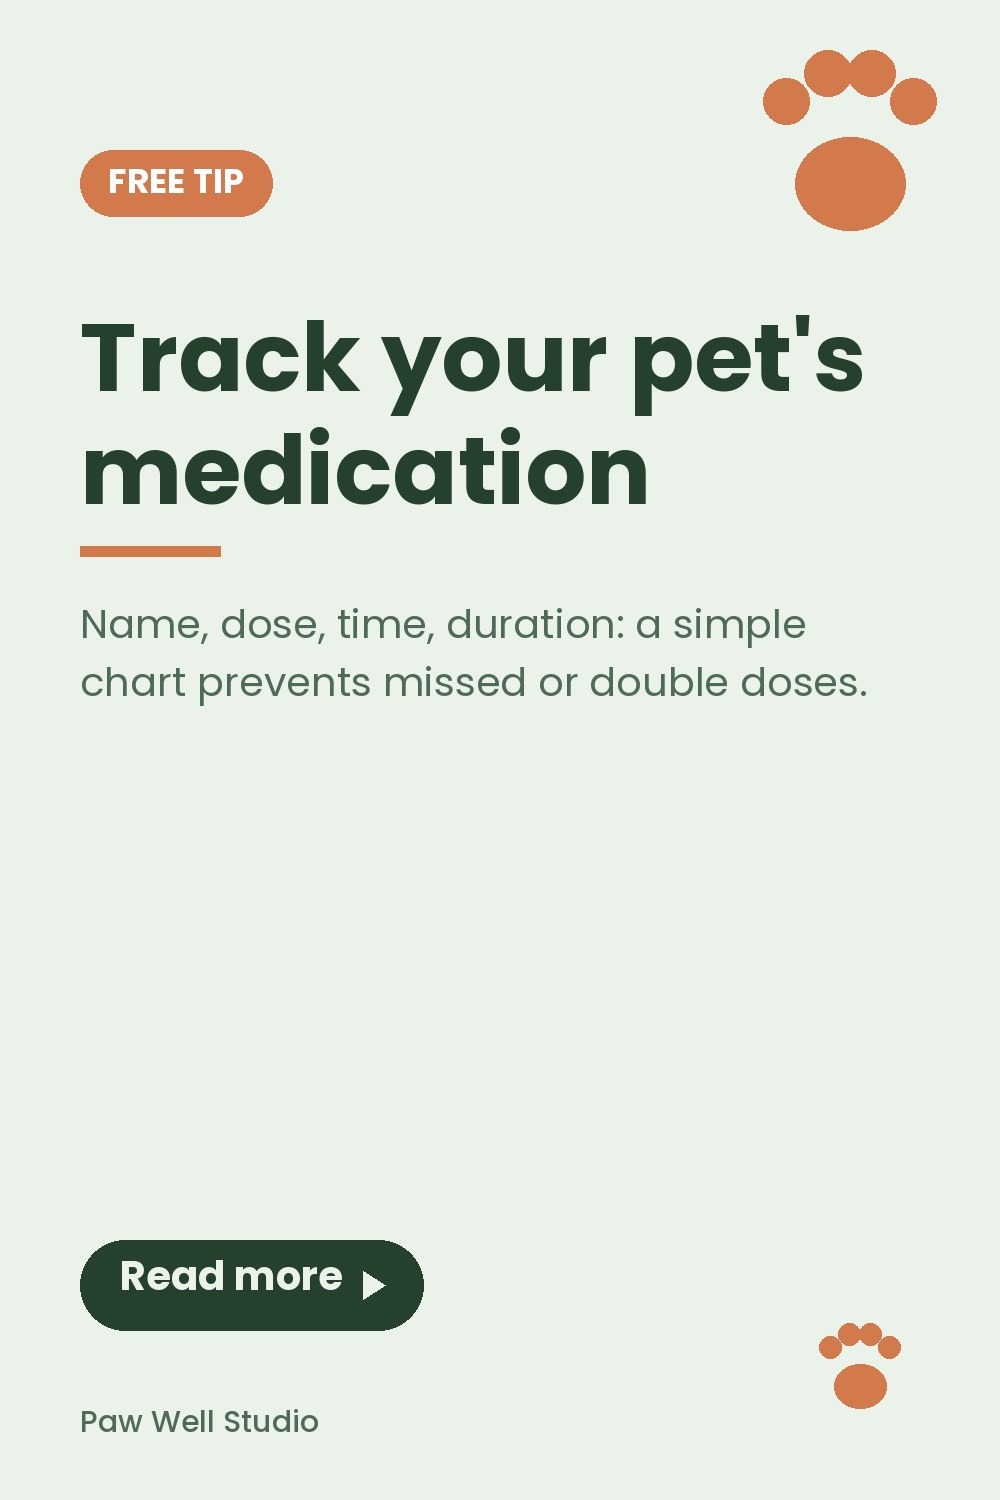 FREE TIP
Track your pet's
medication
Name, dose, time, duration: a simple
chart prevents missed or double doses.
Read more
Paw Well Studio